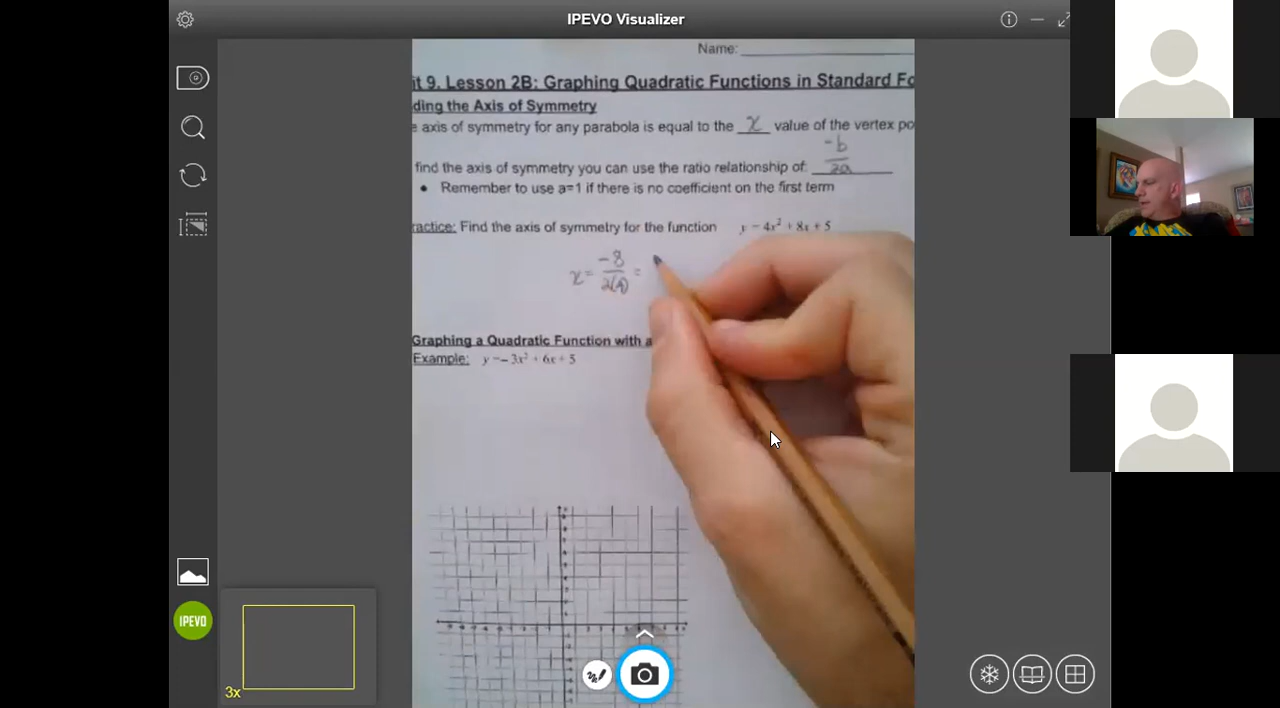 IPEVO Visualizer
Name:
it 9. Lesson 2B: Graphing Quadratic Functions in Standard Fo
ding the Axis of Symmetry
e axis of symmetry for any parabola is equal to the x value of the vertex po
find the axis of symmetry you can use the ratio relationship of: -b/2a
• Remember to use a=1 if there is no coefficient on the first term
ractice: Find the axis of symmetry for the function y = 4x² + 8x + 5
x = -8/2(4) =
Graphing a Quadratic Function with a
Example: y = -3x² + 6x + 5
IPEVO
3x